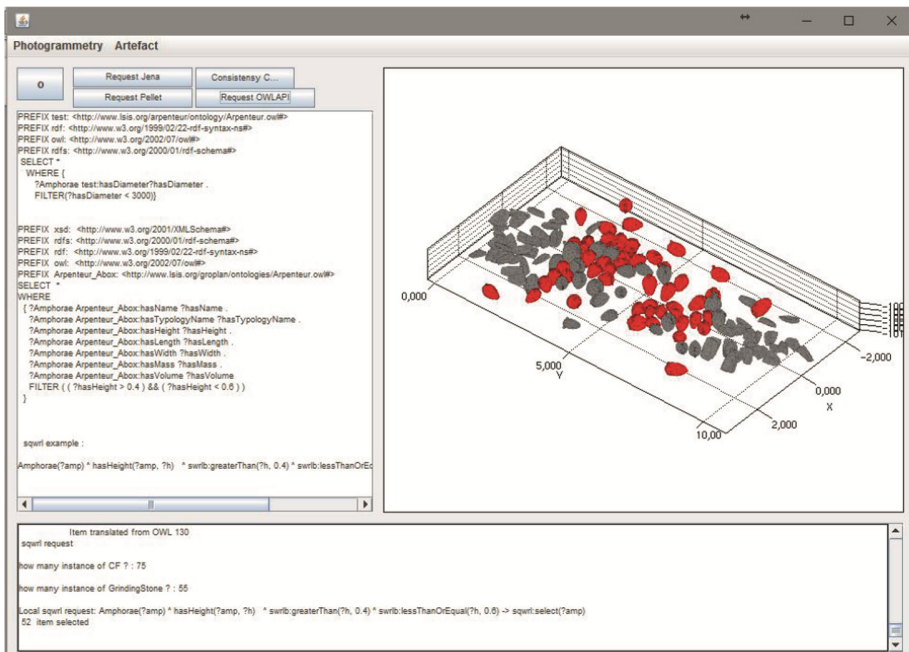 Photogrammetry Artefact
o
Request Jena
Consistensy C...
Request Pellet
Request OWLAPI
PREFIX test: <http://www.lsis.org/arpenteur/ontology/Arpenteur.owl#>
PREFIX rdf: <http://www.w3.org/1999/02/22-rdf-syntax-ns#>
PREFIX owl: <http://www.w3.org/2002/07/owl#>
PREFIX rdfs: <http://www.w3.org/2000/01/rdf-schema#>
SELECT *
WHERE {
?Amphorae test:hasDiameter?hasDiameter .
FILTER(?hasDiameter < 3000)}
PREFIX xsd: <http://www.w3.org/2001/XMLSchema#>
PREFIX rdfs: <http://www.w3.org/2000/01/rdf-schema#>
PREFIX rdf: <http://www.w3.org/1999/02/22-rdf-syntax-ns#>
PREFIX owl: <http://www.w3.org/2002/07/owl#>
PREFIX Arpenteur_Abox: <http://www.lsis.org/groplan/ontologies/Arpenteur.owl#>
SELECT *
WHERE
{ ?Amphorae Arpenteur_Abox:hasName ?hasName .
?Amphorae Arpenteur_Abox:hasTypologyName ?hasTypologyName .
?Amphorae Arpenteur_Abox:hasHeight ?hasHeight .
?Amphorae Arpenteur_Abox:hasLength ?hasLength .
?Amphorae Arpenteur_Abox:hasWidth ?hasWidth .
?Amphorae Arpenteur_Abox:hasMass ?hasMass .
?Amphorae Arpenteur_Abox:hasVolume ?hasVolume
FILTER ( ( ?hasHeight > 0.4 ) && ( ?hasHeight < 0.6 ) )
}
sqwrl example :
Amphorae(?amp) ^ hasHeight(?amp, ?h) ^ swrlb:greaterThan(?h, 0.4) ^ swrlb:lessThanOrEq
0,000
5,000
Y
10,00
2,000
X
0,000
-2,000
Item translated from OWL 130
sqwrl request
how many instance of CF ? : 75
how many instance of GrindingStone ? : 55
Local sqwrl request: Amphorae(?amp) ^ hasHeight(?amp, ?h) ^ swrlb:greaterThan(?h, 0.4) ^ swrlb:lessThanOrEqual(?h, 0.6) -> sqwrl:select(?amp)
52 item selected